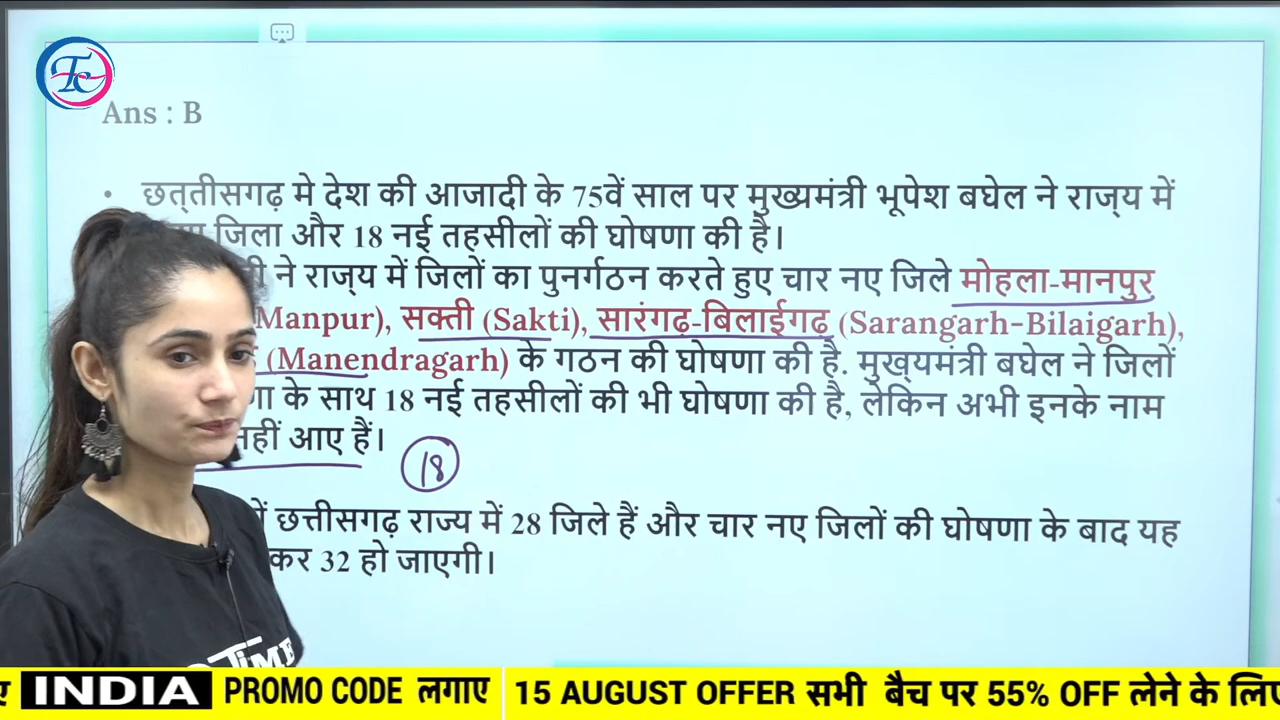 Tc
Ans : B
• छत्तीसगढ़ मे देश की आजादी के 75वें साल पर मुख्यमंत्री भूपेश बघेल ने राज्य में
जिला और 18 नई तहसीलों की घोषणा की है।
ने राज्य में जिलों का पुनर्गठन करते हुए चार नए जिले मोहला-मानपुर
Manpur), सक्ती (Sakti), सारंगढ़-बिलाईगढ़ (Sarangarh-Bilaigarh),
(Manendragarh) के गठन की घोषणा की है. मुख्यमंत्री बघेल ने जिलों
के साथ 18 नई तहसीलों की भी घोषणा की है, लेकिन अभी इनके नाम
नहीं आए हैं।
18
छत्तीसगढ़ राज्य में 28 जिले हैं और चार नए जिलों की घोषणा के बाद यह
कर 32 हो जाएगी।
TIME
INDIA PROMO CODE लगाए 15 AUGUST OFFER सभी बैच पर 55% OFF लेने के